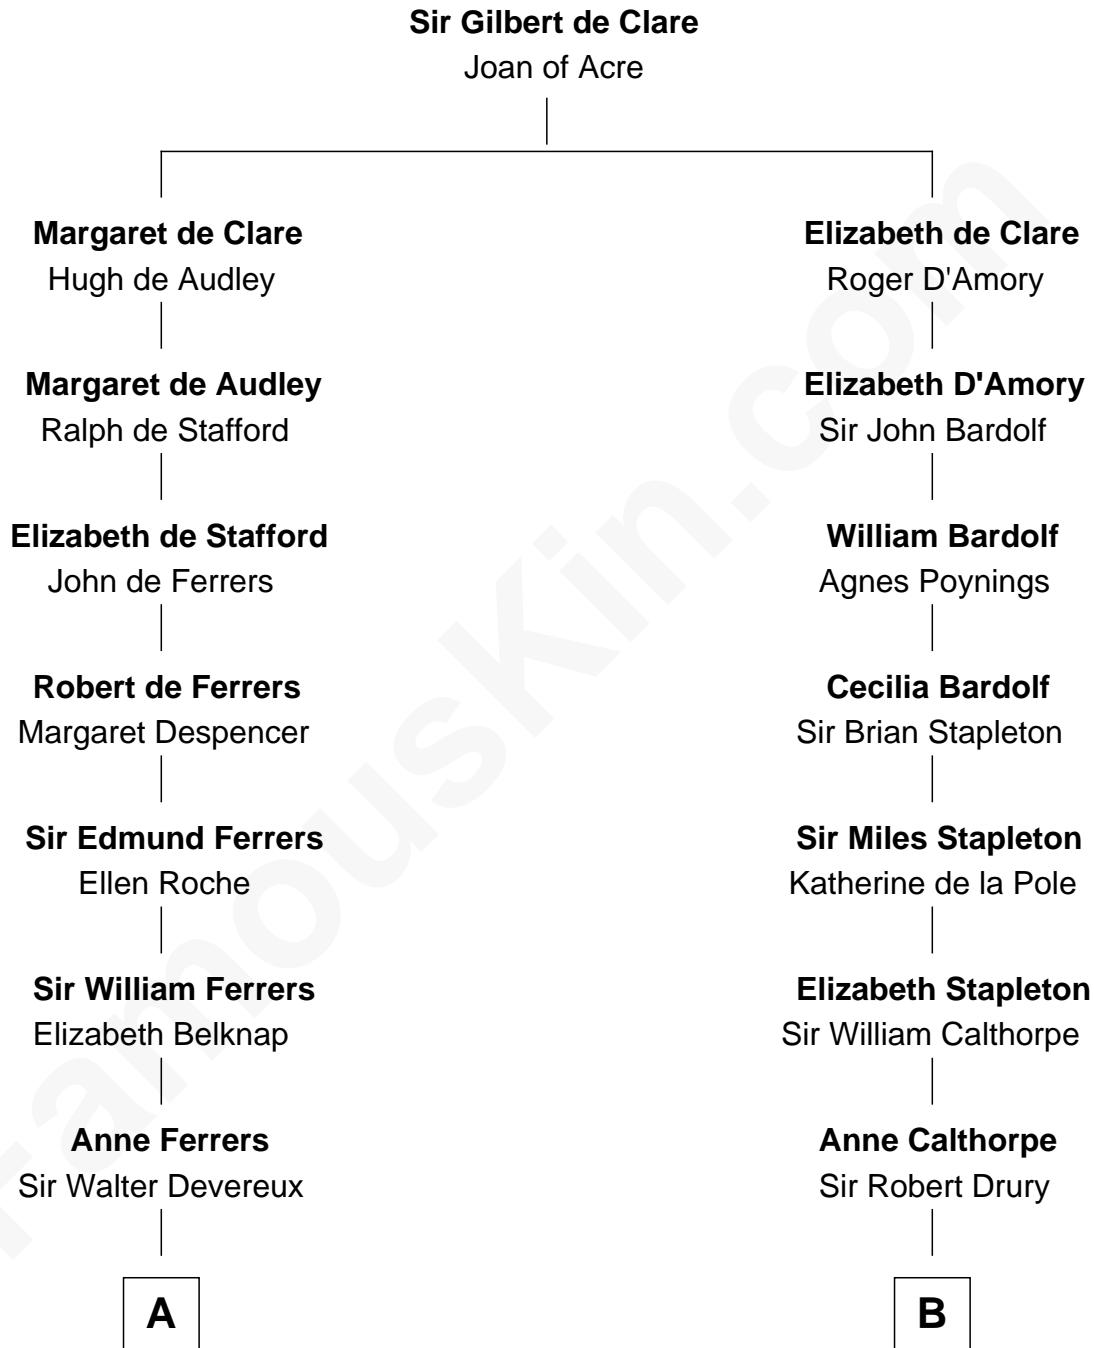 Sir Gilbert de Clare
Joan of Acre
Margaret de Clare
Hugh de Audley
Elizabeth de Clare
Roger D'Amory
Margaret de Audley
Ralph de Stafford
Elizabeth D'Amory
Sir John Bardolf
Elizabeth de Stafford
John de Ferrers
William Bardolf
Agnes Poynings
Robert de Ferrers
Margaret Despencer
Cecilia Bardolf
Sir Brian Stapleton
Sir Edmund Ferrers
Ellen Roche
Sir Miles Stapleton
Katherine de la Pole
Sir William Ferrers
Elizabeth Belknap
Elizabeth Stapleton
Sir William Calthorpe
Anne Ferrers
Sir Walter Devereux
Anne Calthorpe
Sir Robert Drury
A
B
FamousKin.com